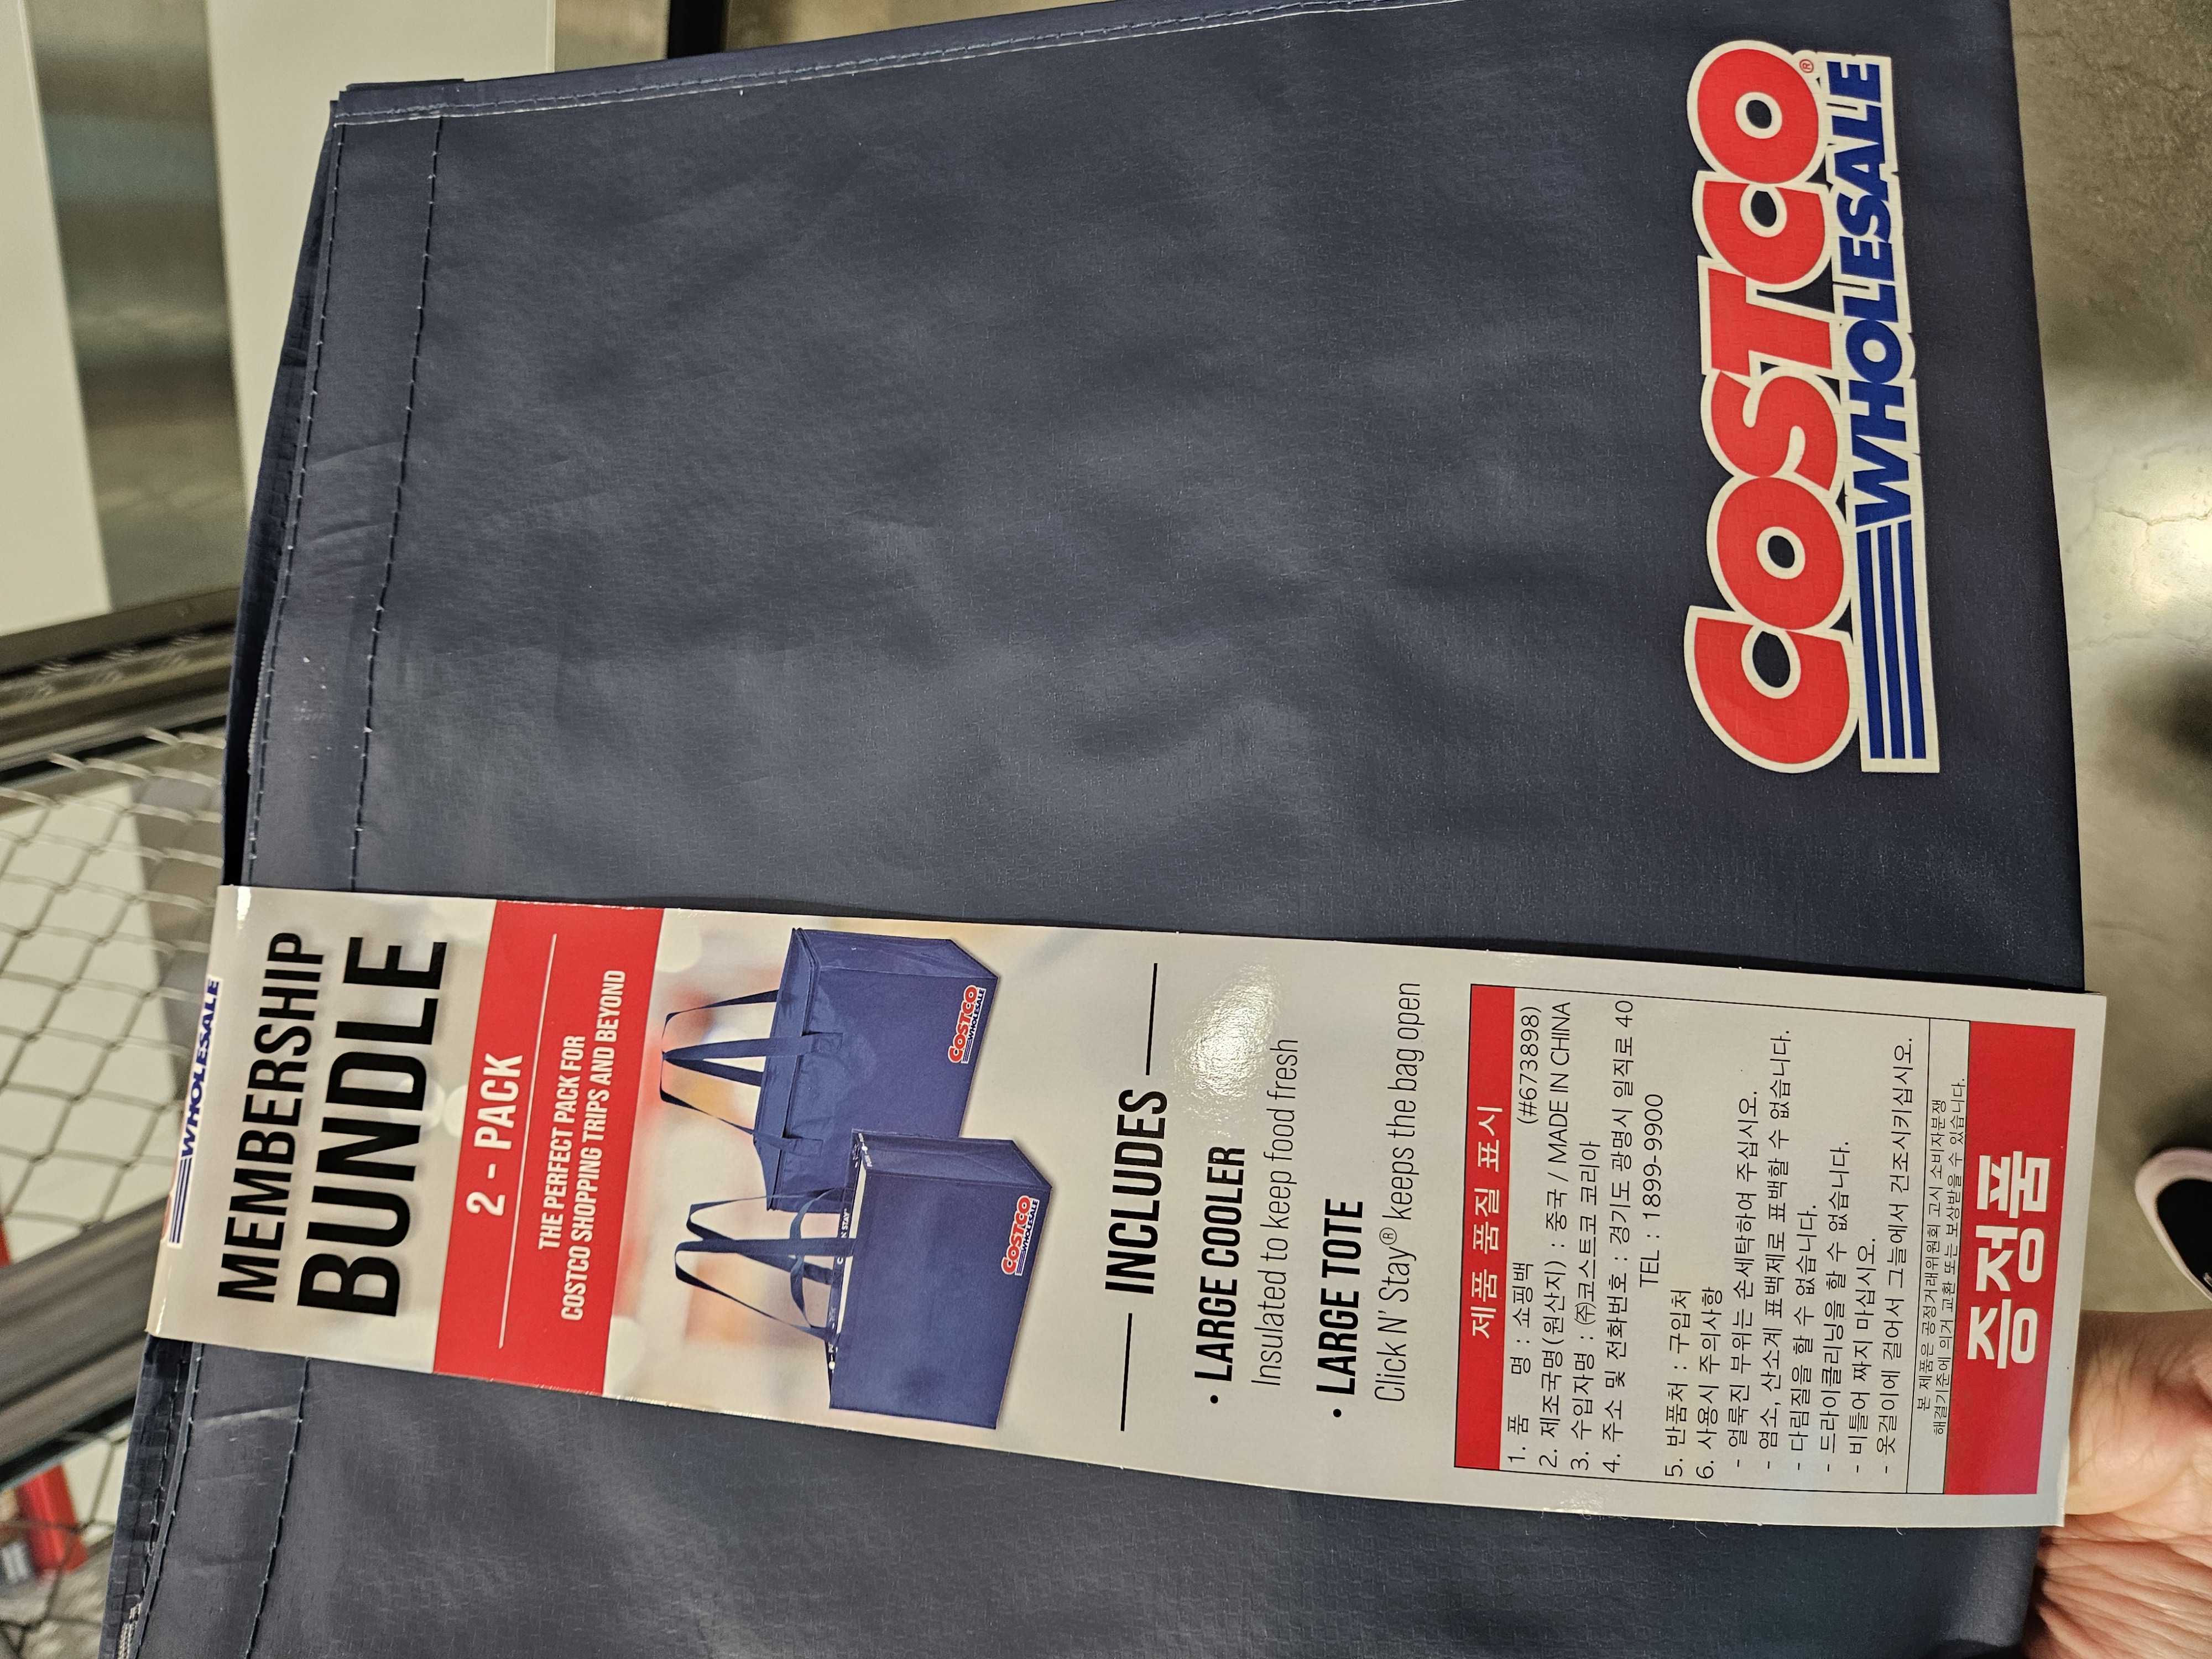 COSTCO®
WHOLESALE
WHOLESALE
MEMBERSHIP
BUNDLE
2 - PACK
THE PERFECT PACK FOR
COSTCO SHOPPING TRIPS AND BEYOND
COSTCO
WHOLESALE
COSTCO
WHOLESALE
INCLUDES
• LARGE COOLER
Insulated to keep food fresh
• LARGE TOTE
Click N' Stay® keeps the bag open
제품 품질 표시
1. 품 명 : 쇼핑백 (#673898)
2. 제조국명(원산지) : 중국 / MADE IN CHINA
3. 수입자명 : ㈜코스트코 코리아
4. 주소 및 전화번호 : 경기도 광명시 일직로 40
TEL : 1899-9900
5. 반품처 : 구입처
6. 사용시 주의사항
- 얼룩진 부위는 손세탁하여 주십시오.
- 염소, 산소계 표백제로 표백할 수 없습니다.
- 다림질을 할 수 없습니다.
- 드라이클리닝을 할 수 없습니다.
- 비틀어 짜지 마십시오.
- 옷걸이에 걸어서 그늘에서 건조시키십시오.
본 제품은 공정거래위원회 고시 소비자분쟁
해결기준에 의거 교환 또는 보상받을 수 있습니다.
증정품